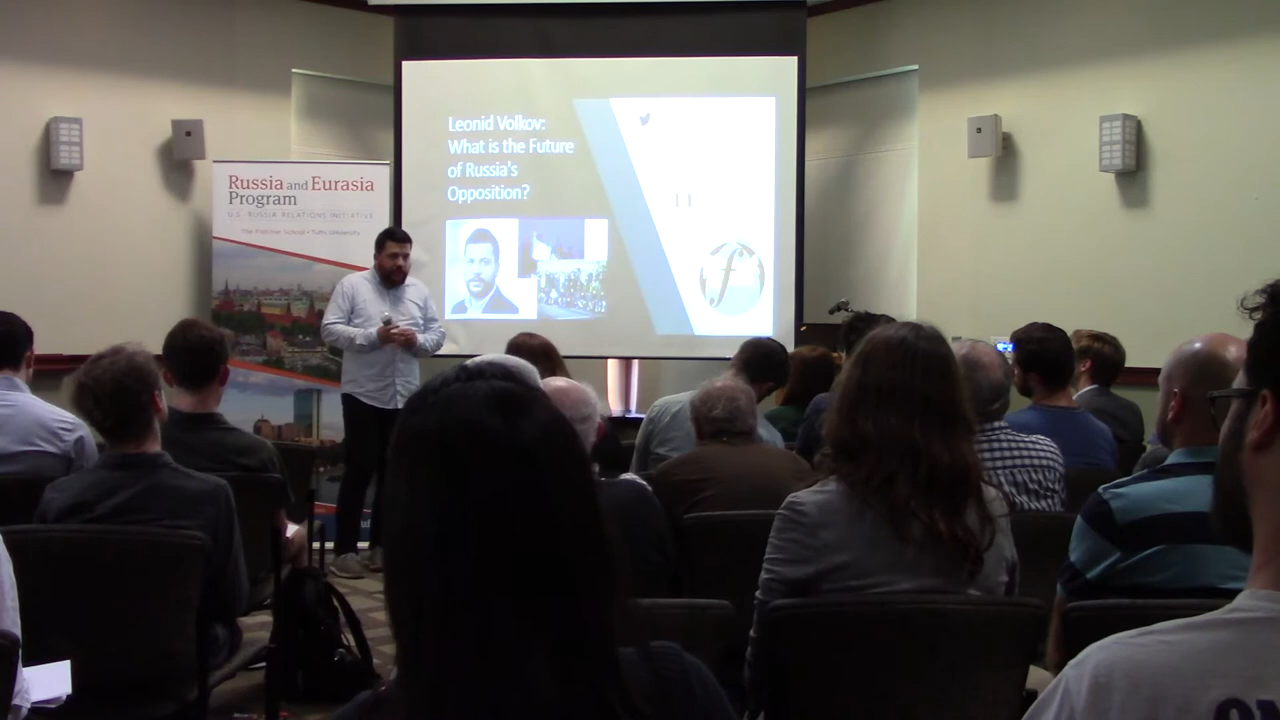 Leonid Volkov:
What is the Future
of Russia's
Opposition?
f
Russia and Eurasia
Program
U.S.-RUSSIA RELATIONS INITIATIVE
The Fletcher School • Tufts University